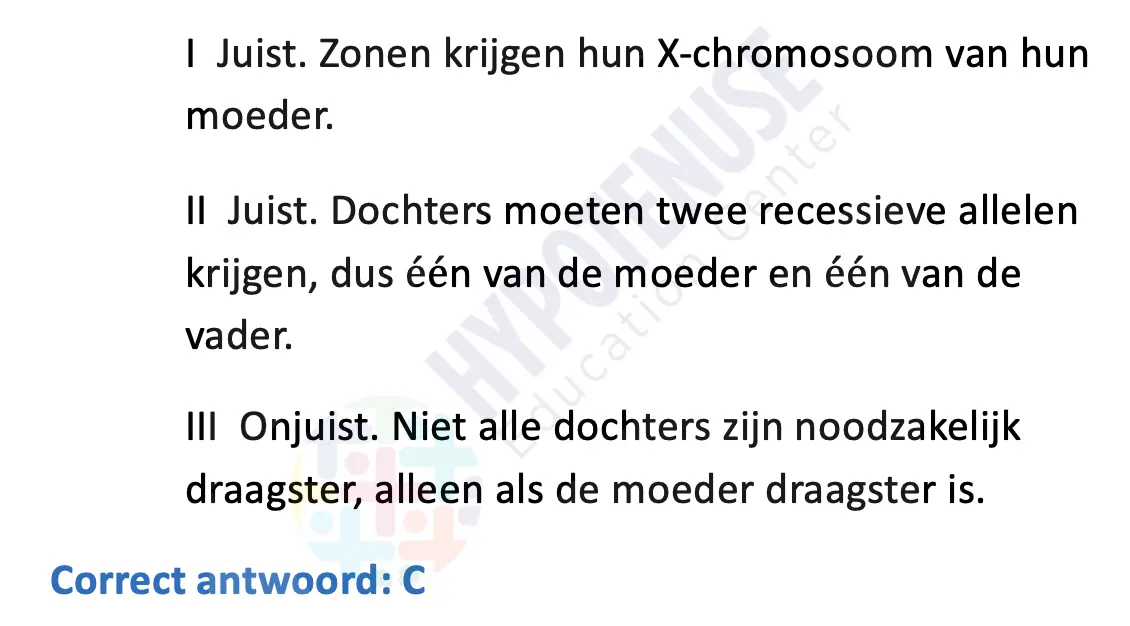 I Juist. Zonen krijgen hun X-chromosoom van hun
moeder.
II Juist. Dochters moeten twee recessieve allelen
krijgen, dus één van de moeder en één van de
vader.
III Onjuist. Niet alle dochters zijn noodzakelijk
draagster, alleen als de moeder draagster is.
Correct antwoord: C
HYPOTENUSE
Education Center